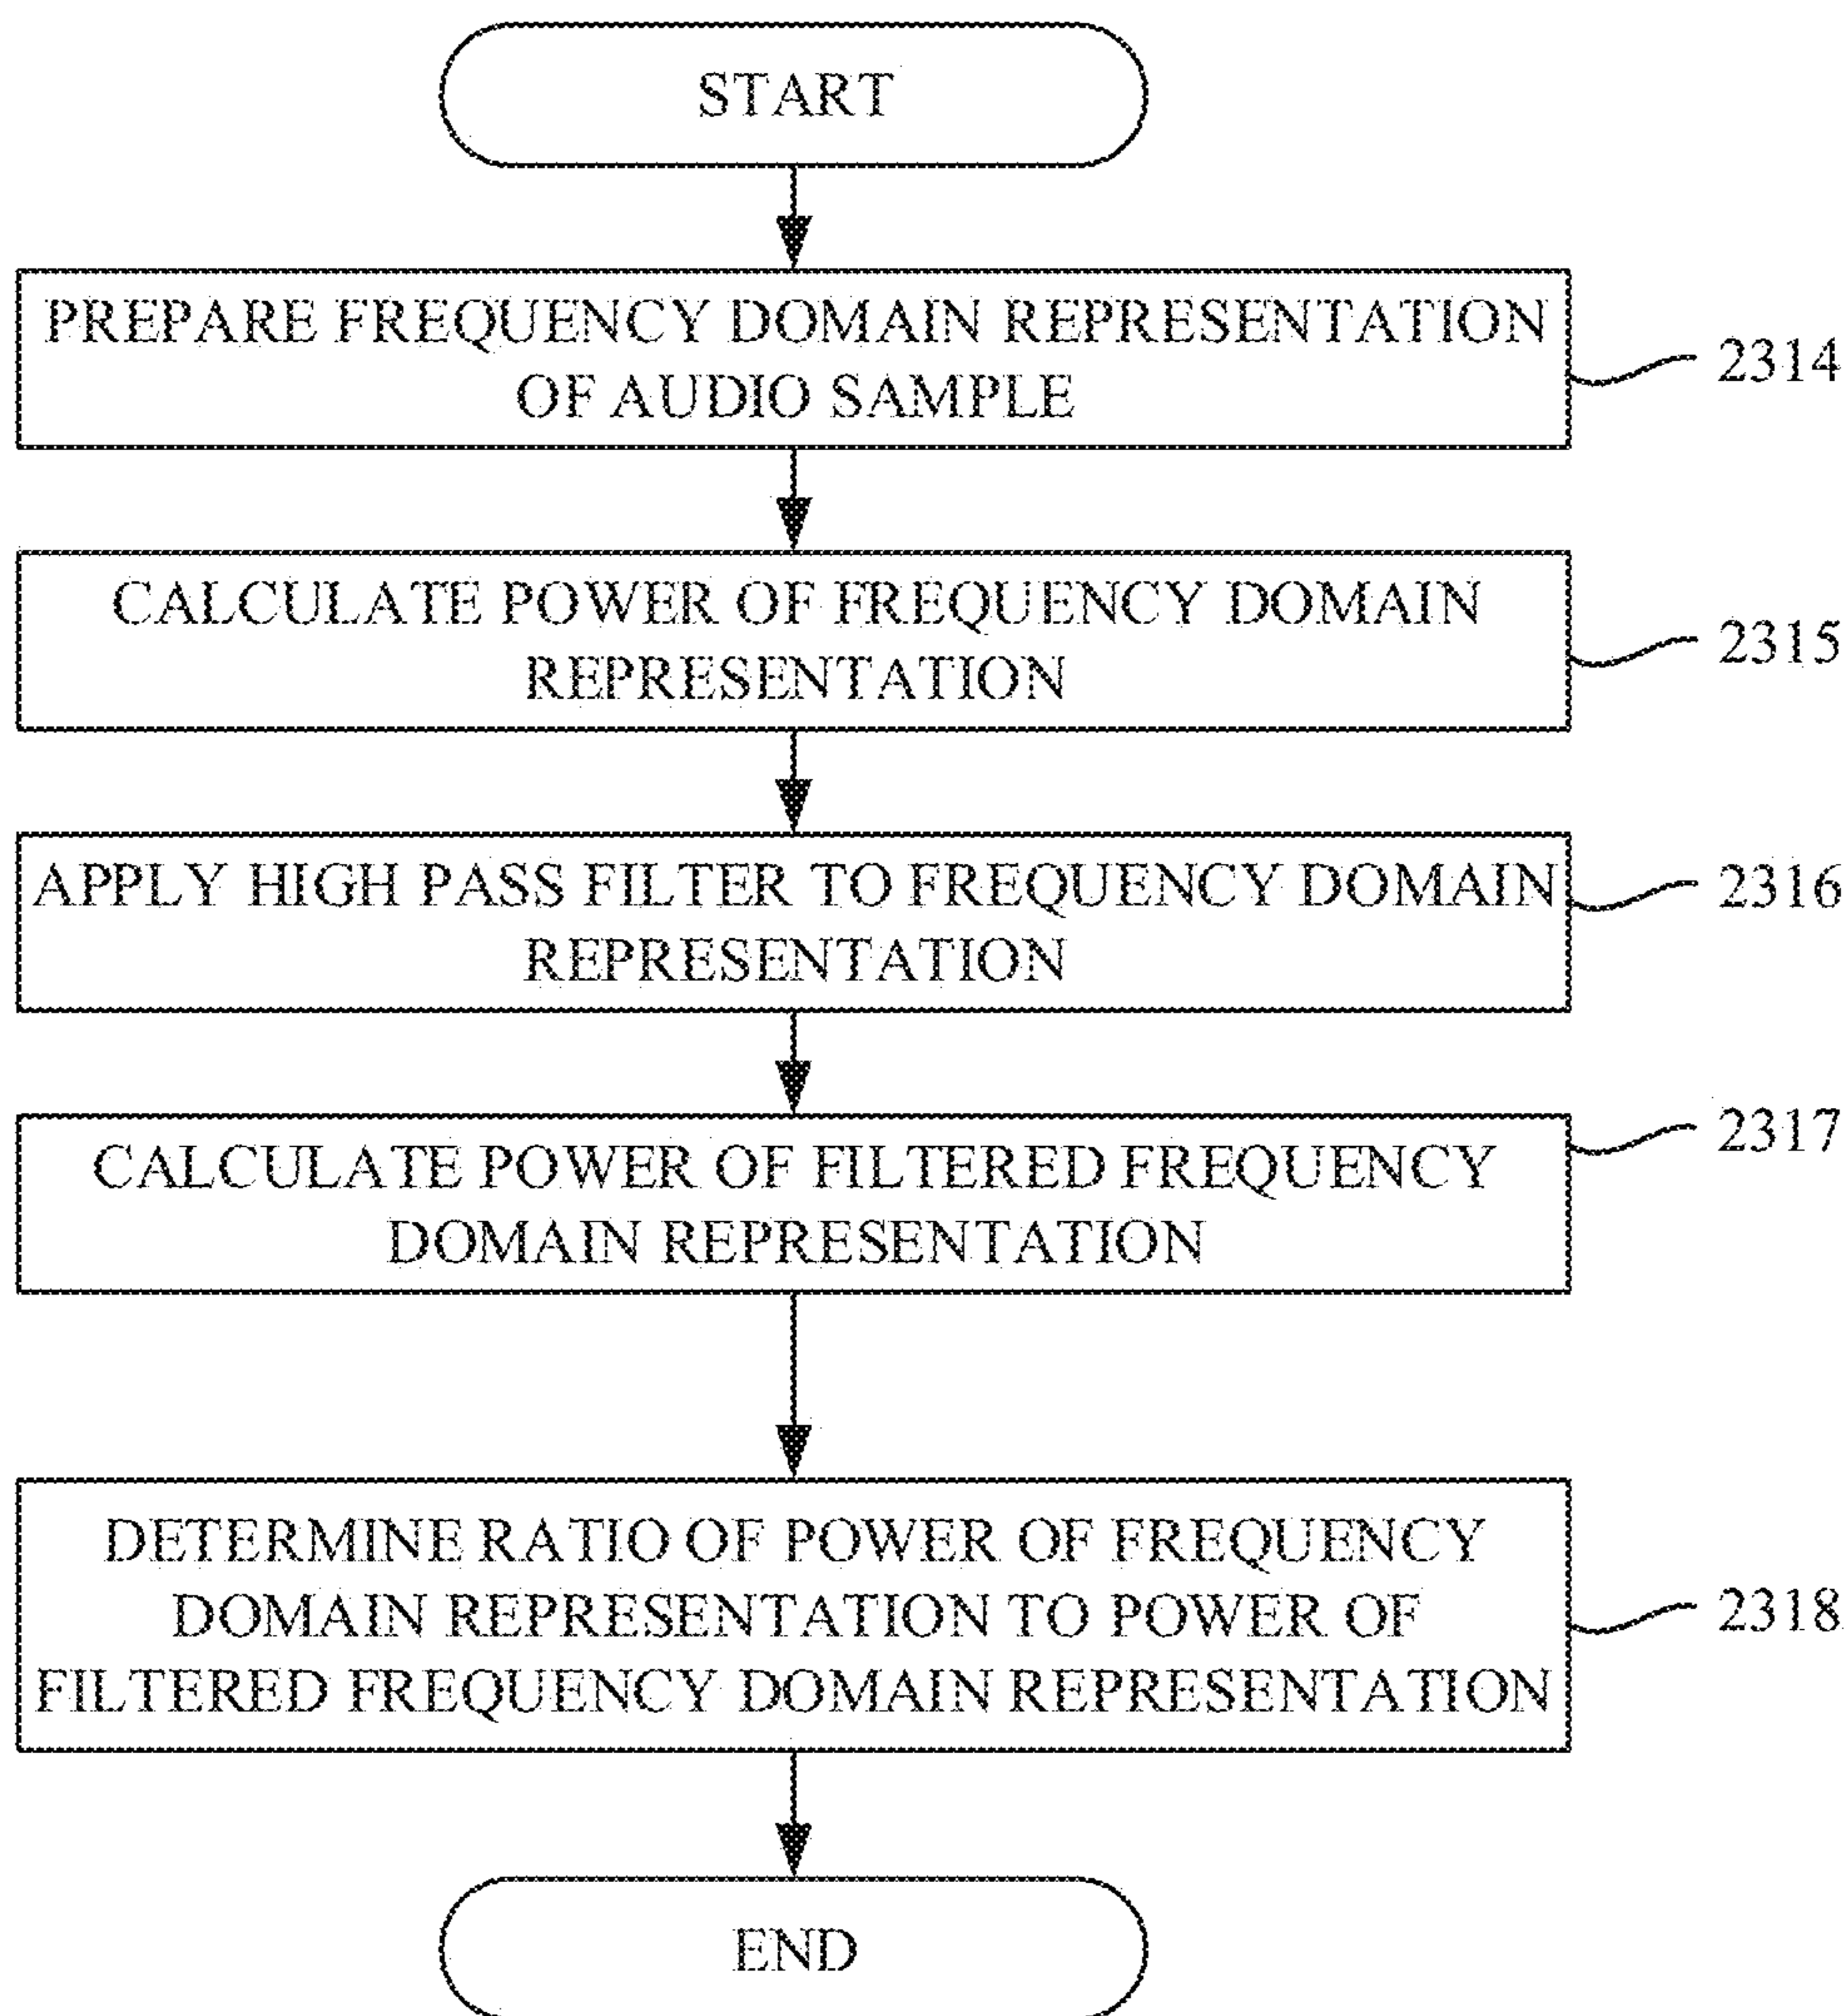 START
PREPARE FREQUENCY DOMAIN REPRESENTATION
OF AUDIO SAMPLE
2314
CALCULATE POWER OF FREQUENCY DOMAIN
REPRESENTATION
2315
APPLY HIGH PASS FILTER TO FREQUENCY DOMAIN
REPRESENTATION
2316
CALCULATE POWER OF FILTERED FREQUENCY
DOMAIN REPRESENTATION
2317
DETERMINE RATIO OF POWER OF FREQUENCY
DOMAIN REPRESENTATION TO POWER OF
FILTERED FREQUENCY DOMAIN REPRESENTATION
2318
END